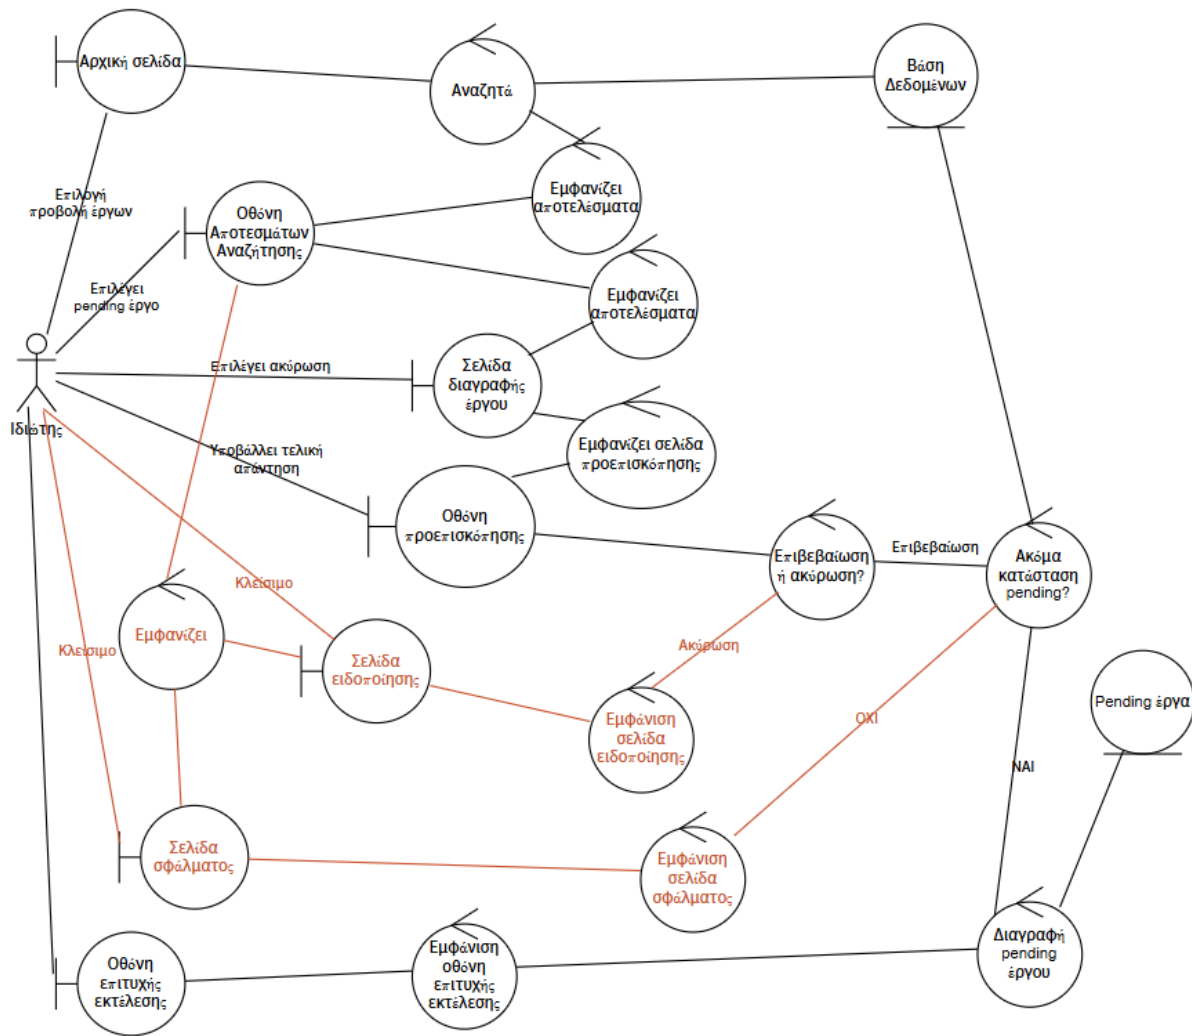 Αρχική σελίδα
Αναζητά
Βάση
Δεδομένων
Επιλογή
προβολή έργων
Οθόνη
Αποτεσμάτων
Αναζήτησης
Εμφανίζει
αποτελέσματα
Επιλέγει
pending έργο
Εμφανίζει
αποτελέσματα
Επιλέγει ακύρωση
Σελίδα
διαγραφής
έργου
Ιδιώτης
Υποβάλλει τελική
απάντηση
Εμφανίζει σελίδα
προεπισκόπησης
Οθόνη
προεπισκόπησης
Επιβεβαίωση
ή ακύρωση?
Επιβεβαίωση
Ακόμα
κατάσταση
pending?
Κλείσιμο
Εμφανίζει
Κλείσιμο
Σελίδα
ειδοποίησης
Ακύρωση
Εμφάνιση
σελίδα
ειδοποίησης
ΟΧΙ
Pending έργα
ΝΑΙ
Σελίδα
σφάλματος
Εμφάνιση
σελίδα
σφάλματος
Οθόνη
επιτυχής
εκτέλεσης
Εμφάνιση
οθόνη
επιτυχής
εκτέλεσης
Διαγραφή
pending
έργου